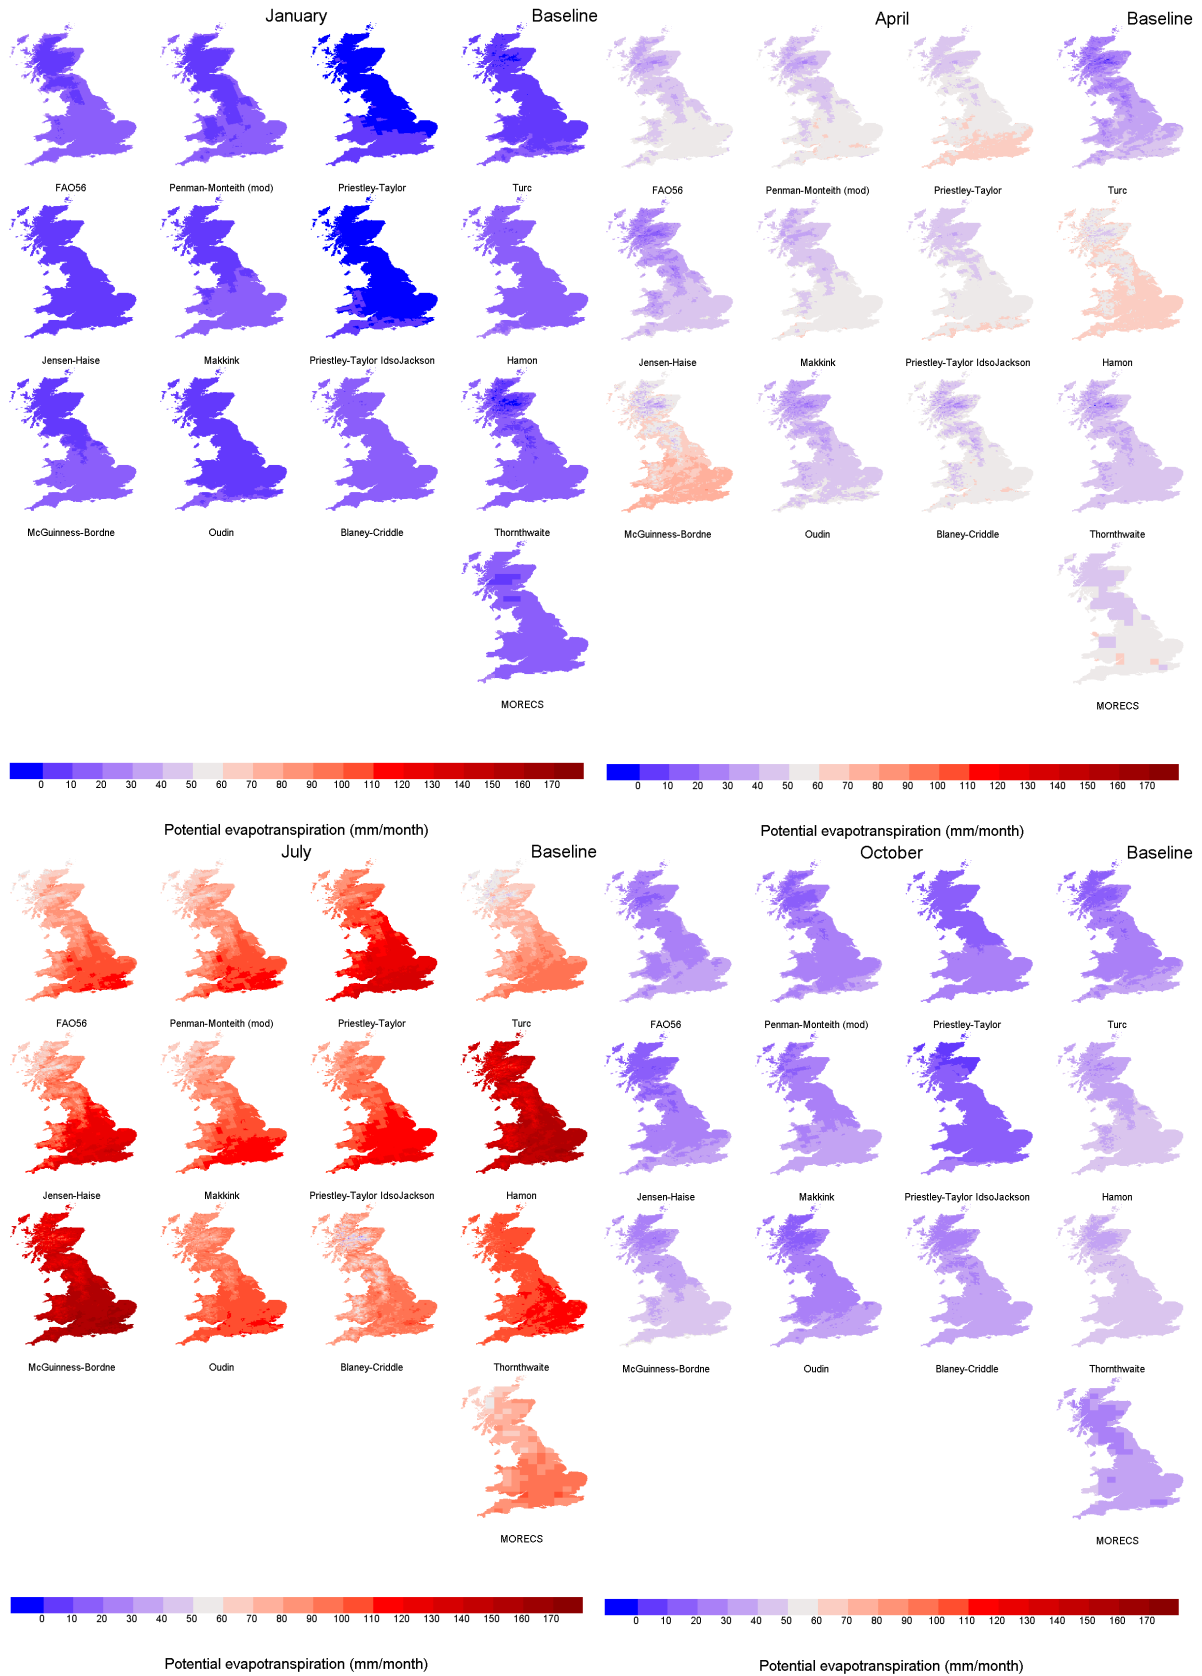 January Baseline
FAO56 Penman-Monteith (mod) Priestley-Taylor Turc
Jensen-Haise Makkink Priestley-Taylor IdsoJackson Hamon
McGuinness-Bordne Oudin Blaney-Criddle Thornthwaite
MORECS
0 10 20 30 40 50 60 70 80 90 100 110 120 130 140 150 160 170
Potential evapotranspiration (mm/month)
April Baseline
FAO56 Penman-Monteith (mod) Priestley-Taylor Turc
Jensen-Haise Makkink Priestley-Taylor IdsoJackson Hamon
McGuinness-Bordne Oudin Blaney-Criddle Thornthwaite
MORECS
0 10 20 30 40 50 60 70 80 90 100 110 120 130 140 150 160 170
Potential evapotranspiration (mm/month)
July Baseline
FAO56 Penman-Monteith (mod) Priestley-Taylor Turc
Jensen-Haise Makkink Priestley-Taylor IdsoJackson Hamon
McGuinness-Bordne Oudin Blaney-Criddle Thornthwaite
MORECS
0 10 20 30 40 50 60 70 80 90 100 110 120 130 140 150 160 170
Potential evapotranspiration (mm/month)
October Baseline
FAO56 Penman-Monteith (mod) Priestley-Taylor Turc
Jensen-Haise Makkink Priestley-Taylor IdsoJackson Hamon
McGuinness-Bordne Oudin Blaney-Criddle Thornthwaite
MORECS
0 10 20 30 40 50 60 70 80 90 100 110 120 130 140 150 160 170
Potential evapotranspiration (mm/month)